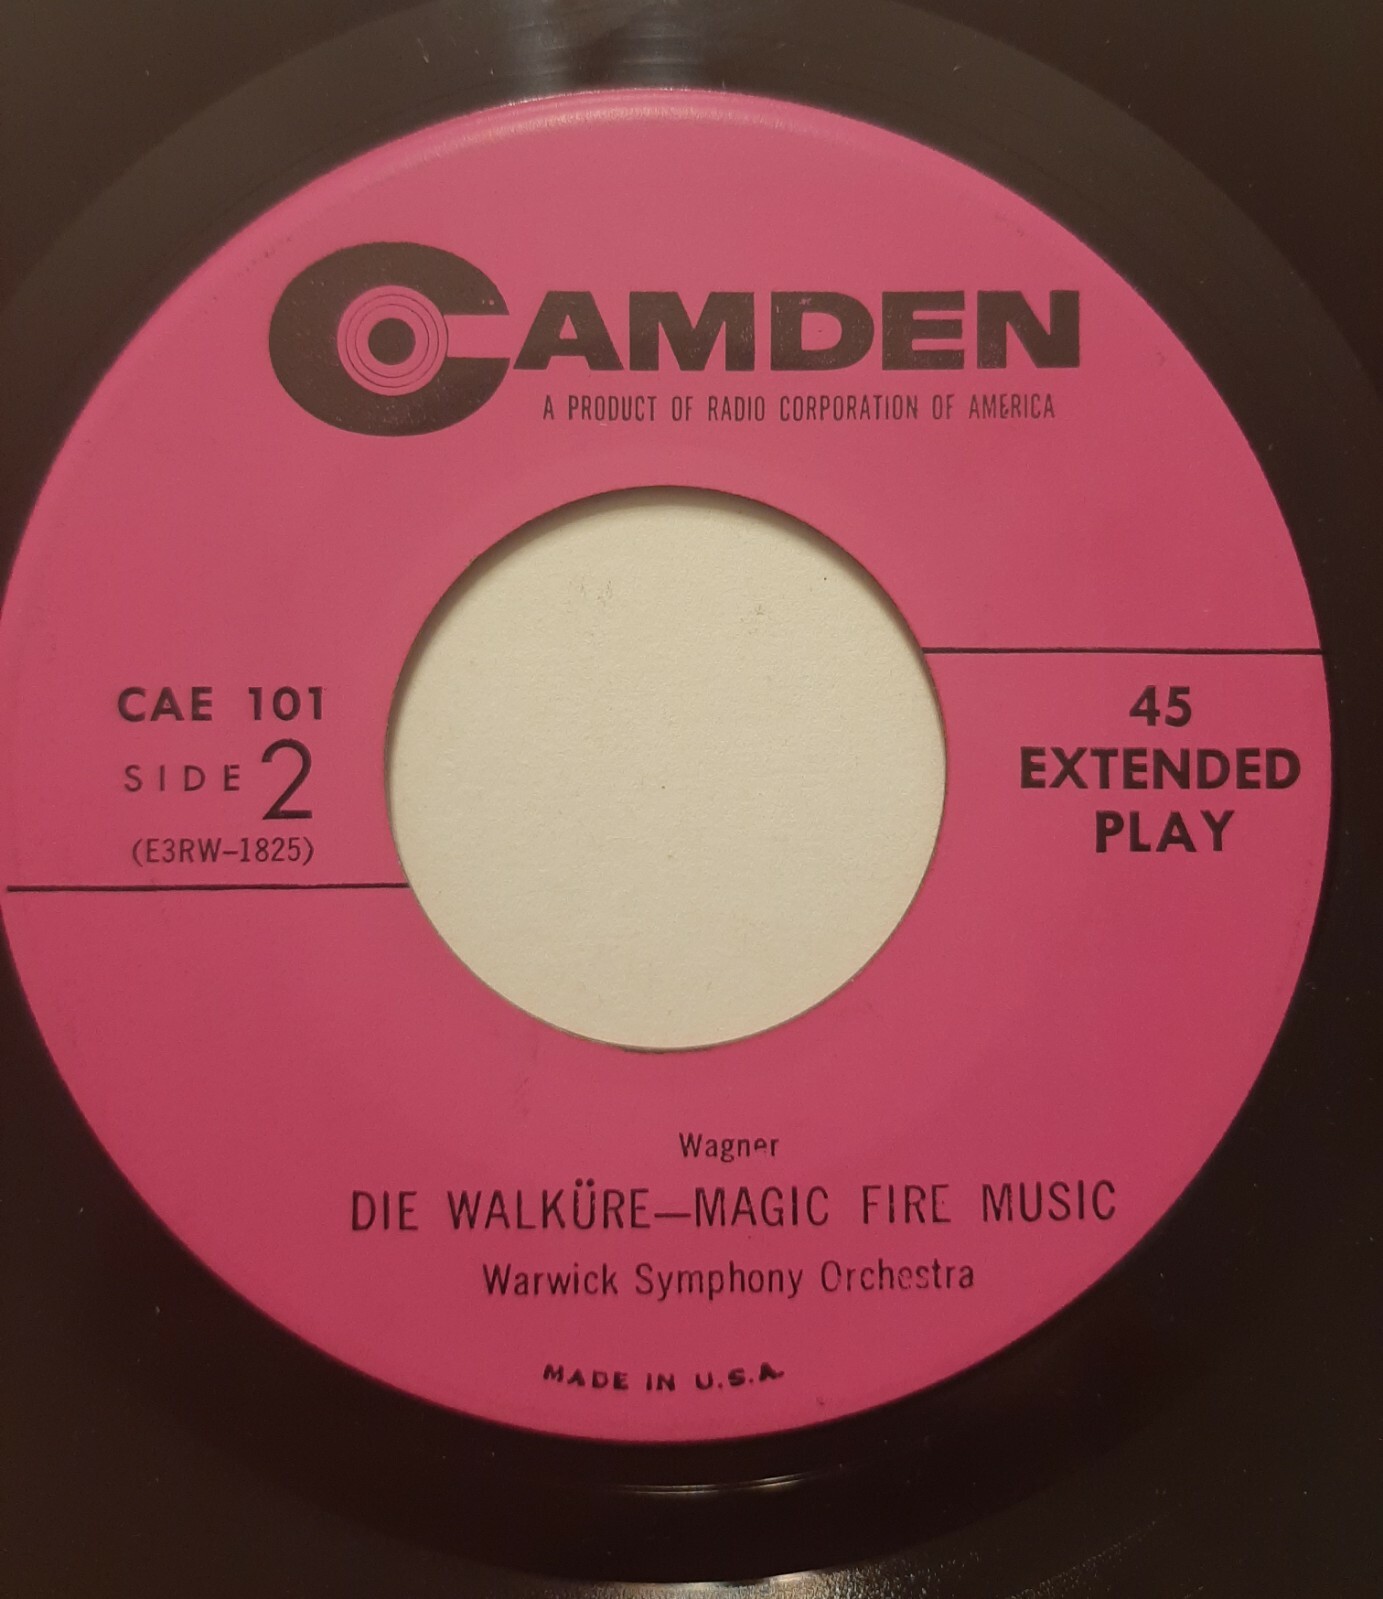 CAMDEN
A PRODUCT OF RADIO CORPORATION OF AMERICA
CAE 101
SIDE 2
(E3RW-1825)
45
EXTENDED
PLAY
Wagner
DIE WALKÜRE—MAGIC FIRE MUSIC
Warwick Symphony Orchestra
MADE IN U.S.A.